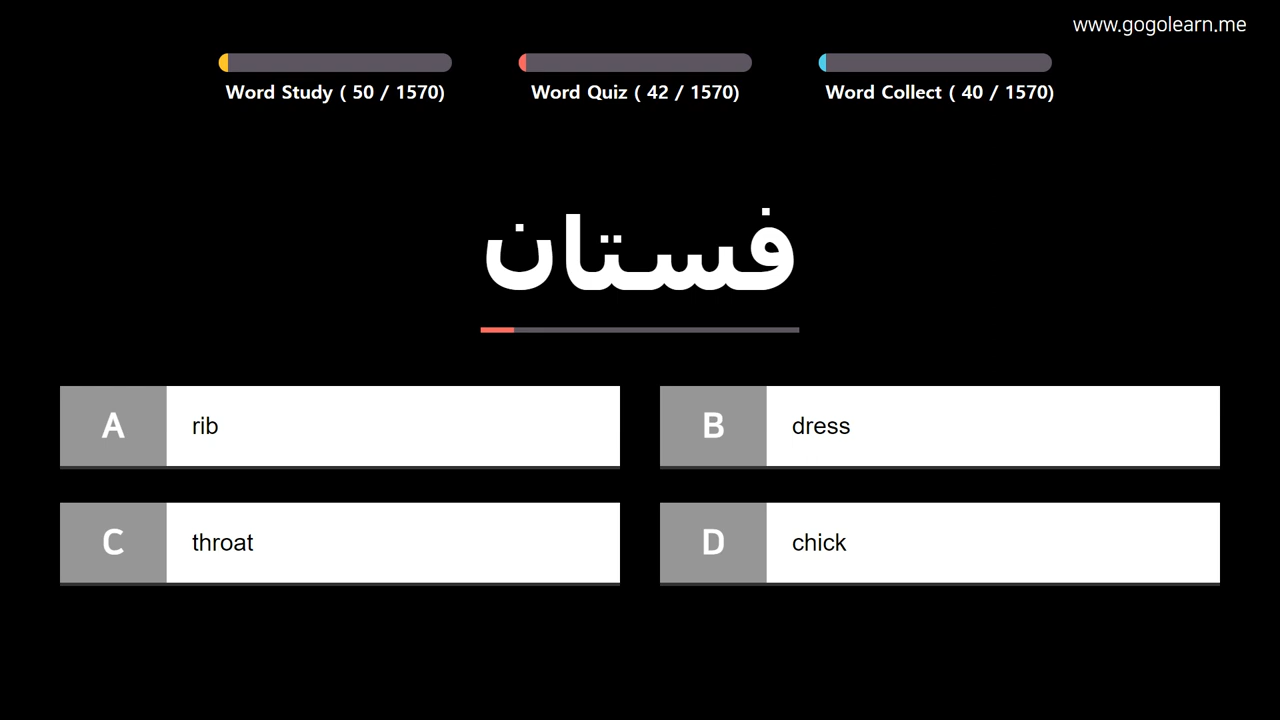 www.gogolearn.me
Word Study ( 50 / 1570)
Word Quiz ( 42 / 1570)
Word Collect ( 40 / 1570)
فستان
A rib
B dress
C throat
D chick